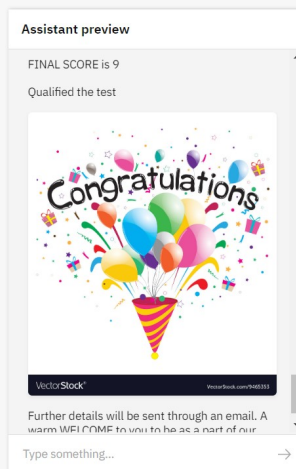 Assistant preview
FINAL SCORE is 9
Qualified the test
Congratulations
VectorStock®
VectorStock.com/9465353
Further details will be sent through an email. A
warm WELCOME to you to be as a part of our
Type something...